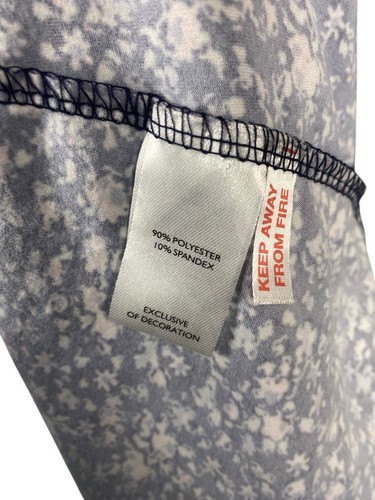 90% POLYESTER
10% SPANDEX
EXCLUSIVE
OF DECORATION
KEEP AWAY
FROM FIRE